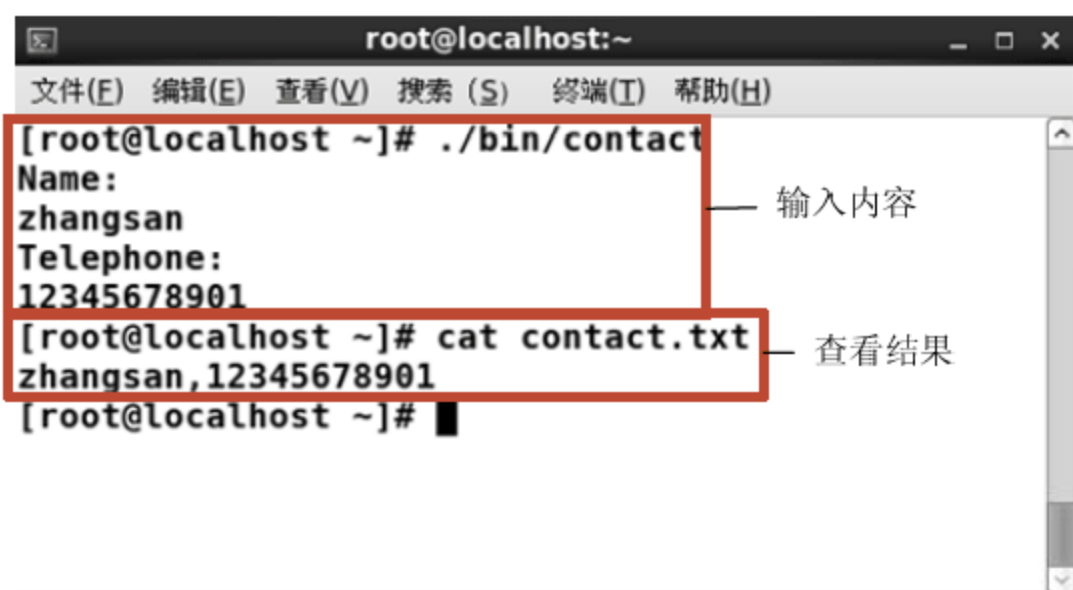 root@localhost:~
文件(F) 编辑(E) 查看(V) 搜索 (S) 终端(T) 帮助(H)
[root@localhost ~]# ./bin/contact
Name:
zhangsan
输入内容
Telephone:
12345678901
[root@localhost ~]# cat contact.txt
查看结果
zhangsan,12345678901
[root@localhost ~]#